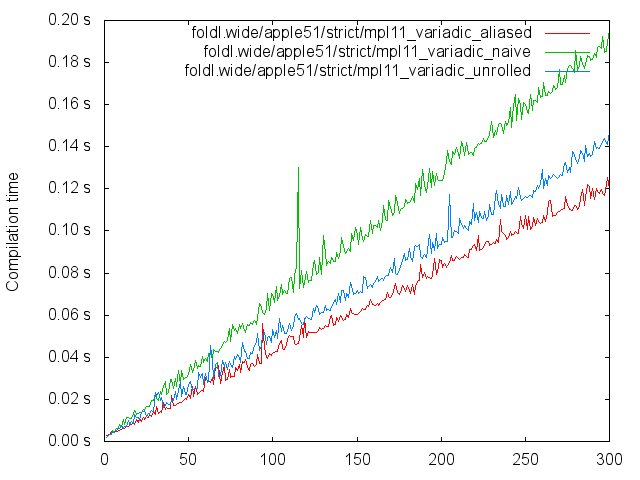 0.20 s
foldl.wide/apple51/strict/mpl11_variadic_aliased
foldl.wide/apple51/strict/mpl11_variadic_naive
foldl.wide/apple51/strict/mpl11_variadic_unrolled
0.18 s
0.16 s
0.14 s
0.12 s
0.10 s
0.08 s
0.06 s
0.04 s
0.02 s
0.00 s
Compilation time
0 50 100 150 200 250 300